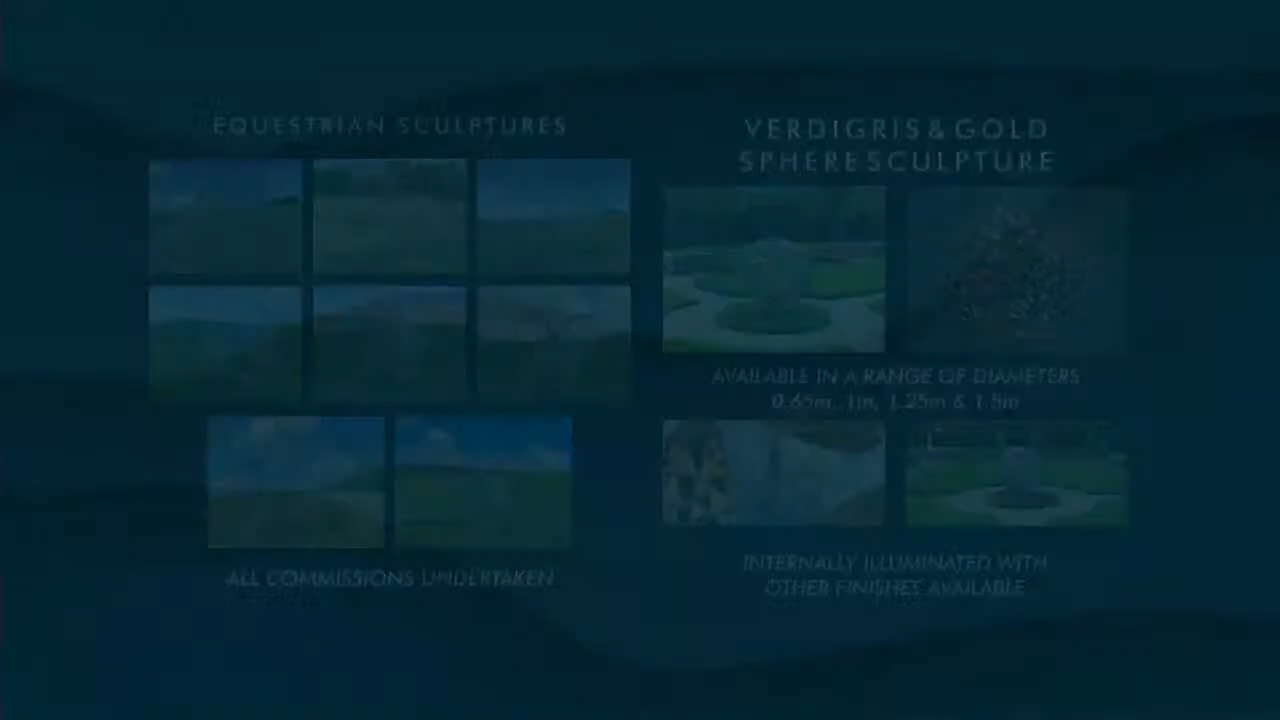 EQUESTRIAN SCULPTURES
ALL COMMISSIONS UNDERTAKEN
VERDIGRIS & GOLD
SPHERE SCULPTURE
AVAILABLE IN A RANGE OF DIAMETERS
0.65m, 1m, 1.25m & 1.5m
INTERNALLY ILLUMINATED WITH
OTHER FINISHES AVAILABLE